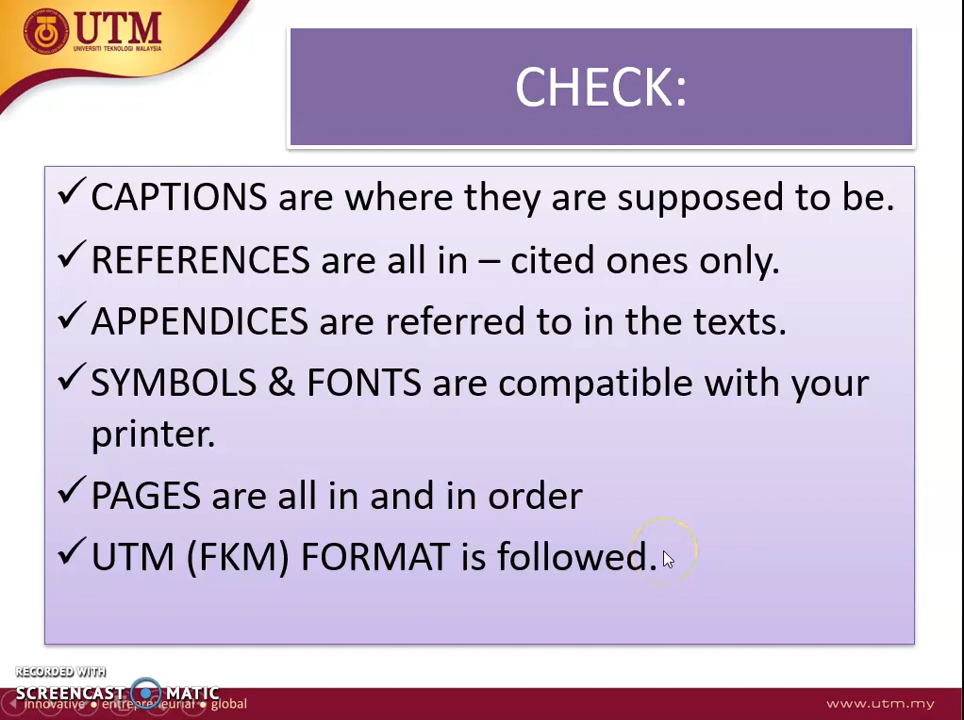 UTM
UNIVERSITI TEKNOLOGI MALAYSIA
CHECK:
✓CAPTIONS are where they are supposed to be.
✓REFERENCES are all in – cited ones only.
✓APPENDICES are referred to in the texts.
✓SYMBOLS & FONTS are compatible with your
printer.
✓PAGES are all in and in order
✓UTM (FKM) FORMAT is followed.
RECORDED WITH
SCREENCAST MATIC
innovative ● entrepreneurial ● global
www.utm.my